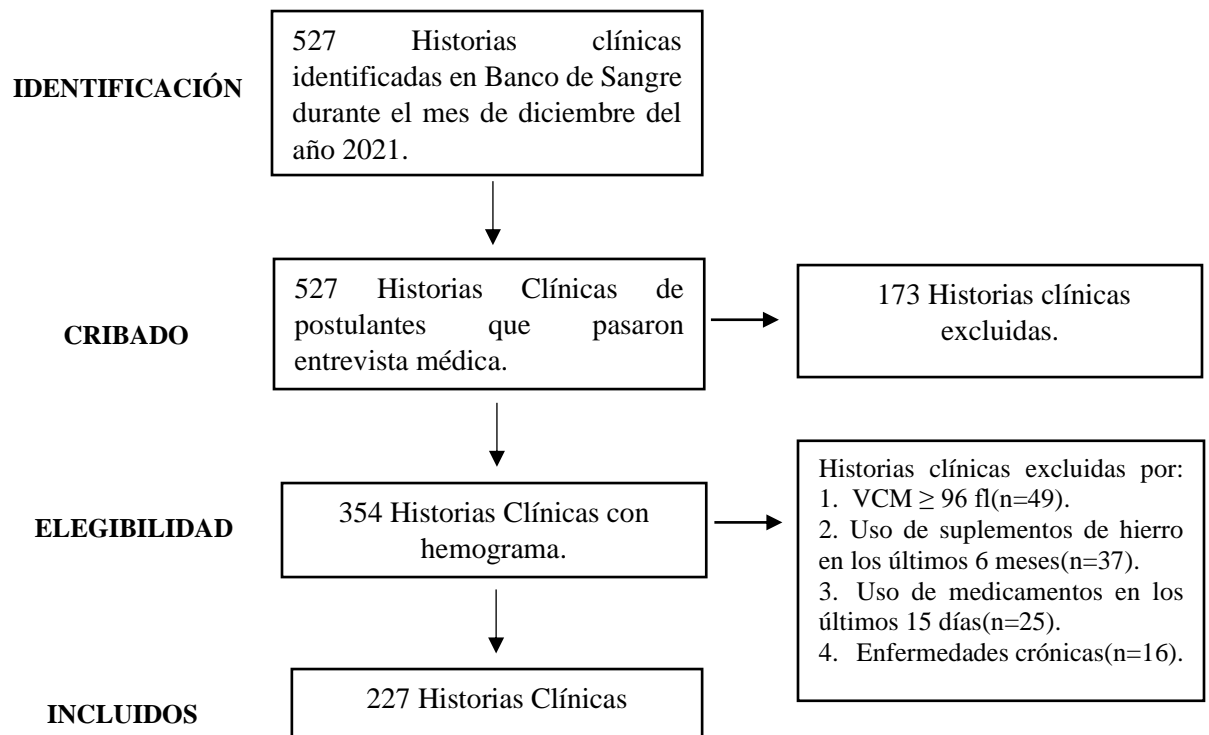 IDENTIFICACIÓN
527 Historias clínicas
identificadas en Banco de Sangre
durante el mes de diciembre del
año 2021.
CRIBADO
527 Historias Clínicas de
postulantes que pasaron
entrevista médica.
173 Historias clínicas
excluidas.
ELEGIBILIDAD
354 Historias Clínicas con
hemograma.
Historias clínicas excluidas por:
1. VCM ≥ 96 fl(n=49).
2. Uso de suplementos de hierro
en los últimos 6 meses(n=37).
3. Uso de medicamentos en los
últimos 15 días(n=25).
4. Enfermedades crónicas(n=16).
INCLUIDOS
227 Historias Clínicas